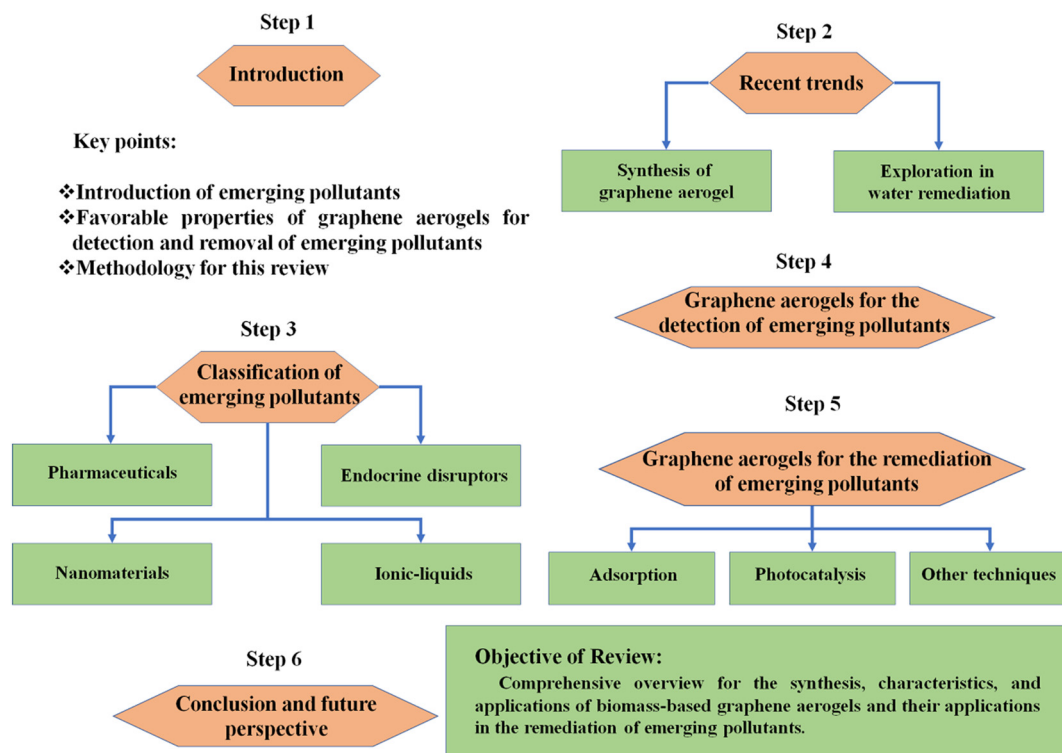 Step 1
Introduction
Key points:
❖Introduction of emerging pollutants
❖Favorable properties of graphene aerogels for
detection and removal of emerging pollutants
❖Methodology for this review
Step 2
Recent trends
Synthesis of
graphene aerogel
Exploration in
water remediation
Step 3
Classification of
emerging pollutants
Pharmaceuticals
Endocrine disruptors
Nanomaterials
Ionic-liquids
Step 4
Graphene aerogels for the
detection of emerging pollutants
Step 5
Graphene aerogels for the remediation
of emerging pollutants
Adsorption
Photocatalysis
Other techniques
Step 6
Conclusion and future
perspective
Objective of Review:
Comprehensive overview for the synthesis, characteristics, and
applications of biomass-based graphene aerogels and their applications
in the remediation of emerging pollutants.